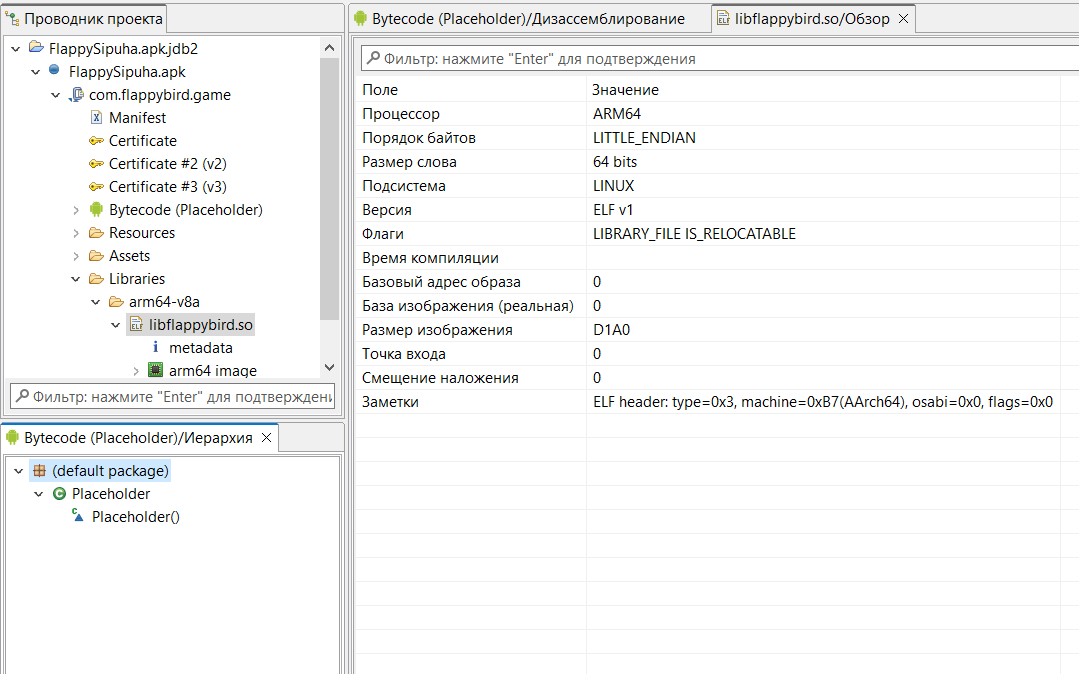 Проводник проекта
FlappySipuha.apk.jdb2
FlappySipuha.apk
com.flappybird.game
Manifest
Certificate
Certificate #2 (v2)
Certificate #3 (v3)
Bytecode (Placeholder)
Resources
Assets
Libraries
arm64-v8a
libflappybird.so
metadata
arm64 image
Фильтр: нажмите "Enter" для подтверждени
Bytecode (Placeholder)/Иерархия
(default package)
Placeholder
Placeholder()
Bytecode (Placeholder)/Дизассемблирование libflappybird.so/Обзор
Фильтр: нажмите "Enter" для подтверждения
Поле Значение
Процессор ARM64
Порядок байтов LITTLE_ENDIAN
Размер слова 64 bits
Подсистема LINUX
Версия ELF v1
Флаги LIBRARY_FILE IS_RELOCATABLE
Время компиляции
Базовый адрес образа 0
База изображения (реальная) 0
Размер изображения D1A0
Точка входа 0
Смещение наложения 0
Заметки ELF header: type=0x3, machine=0xB7(AArch64), osabi=0x0, flags=0x0